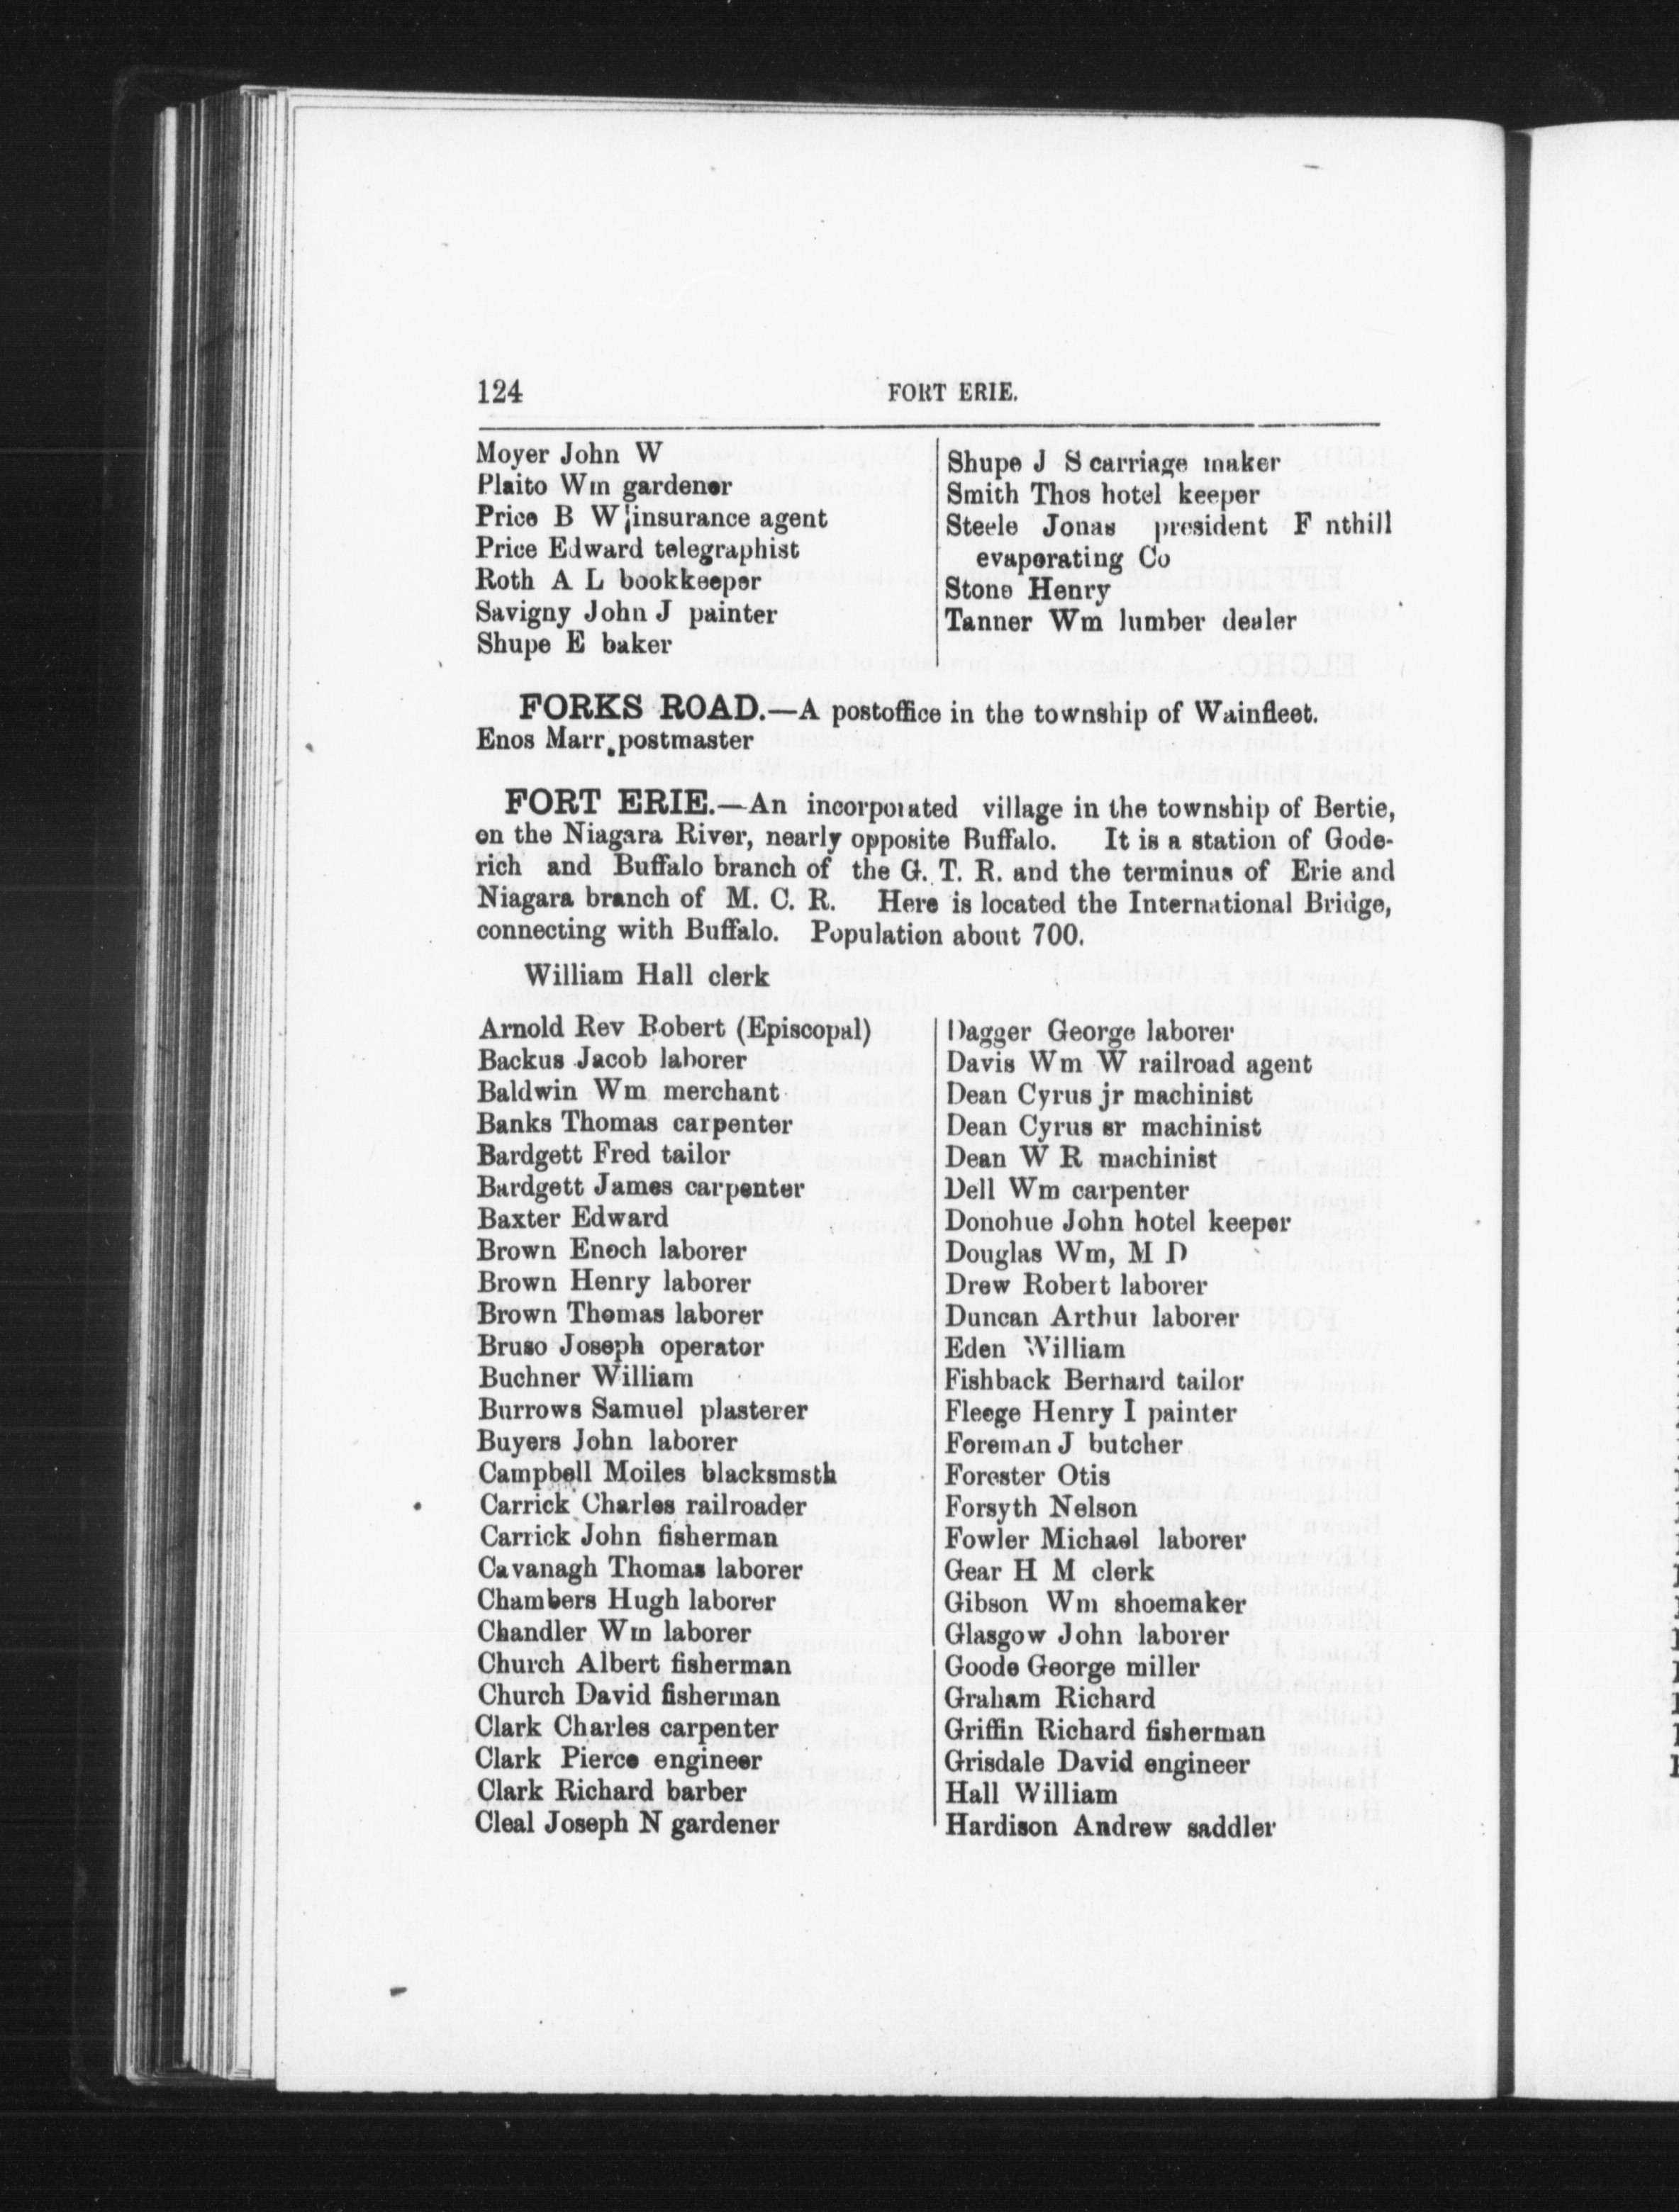 124
FORT ERIE.
Moyer John W
Plaito Wm gardener
Price B W insurance agent
Price Edward telegraphist
Roth A L bookkeeper
Savigny John J painter
Shupe E baker
Shupe J S carriage maker
Smith Thos hotel keeper
Steele Jonas president F nthill
evaporating Co
Stone Henry
Tanner Wm lumber dealer
FORKS ROAD.—A postoffice in the township of Wainfleet.
Enos Marr, postmaster
FORT ERIE.—An incorporated village in the township of Bertie,
on the Niagara River, nearly opposite Buffalo. It is a station of Gode-
rich and Buffalo branch of the G. T. R. and the terminus of Erie and
Niagara branch of M. C. R. Here is located the International Bridge,
connecting with Buffalo. Population about 700.
William Hall clerk
Arnold Rev Robert (Episcopal)
Backus Jacob laborer
Baldwin Wm merchant
Banks Thomas carpenter
Bardgett Fred tailor
Bardgett James carpenter
Baxter Edward
Brown Enoch laborer
Brown Henry laborer
Brown Thomas laborer
Bruso Joseph operator
Buchner William
Burrows Samuel plasterer
Buyers John laborer
Campbell Moiles blacksmsth
Carrick Charles railroader
Carrick John fisherman
Cavanagh Thomas laborer
Chambers Hugh laborer
Chandler Wm laborer
Church Albert fisherman
Church David fisherman
Clark Charles carpenter
Clark Pierce engineer
Clark Richard barber
Cleal Joseph N gardener
Dagger George laborer
Davis Wm W railroad agent
Dean Cyrus jr machinist
Dean Cyrus sr machinist
Dean W R machinist
Dell Wm carpenter
Donohue John hotel keeper
Douglas Wm, M D
Drew Robert laborer
Duncan Arthur laborer
Eden William
Fishback Bernard tailor
Fleege Henry I painter
Foreman J butcher
Forester Otis
Forsyth Nelson
Fowler Michael laborer
Gear H M clerk
Gibson Wm shoemaker
Glasgow John laborer
Goode George miller
Graham Richard
Griffin Richard fisherman
Grisdale David engineer
Hall William
Hardison Andrew saddler